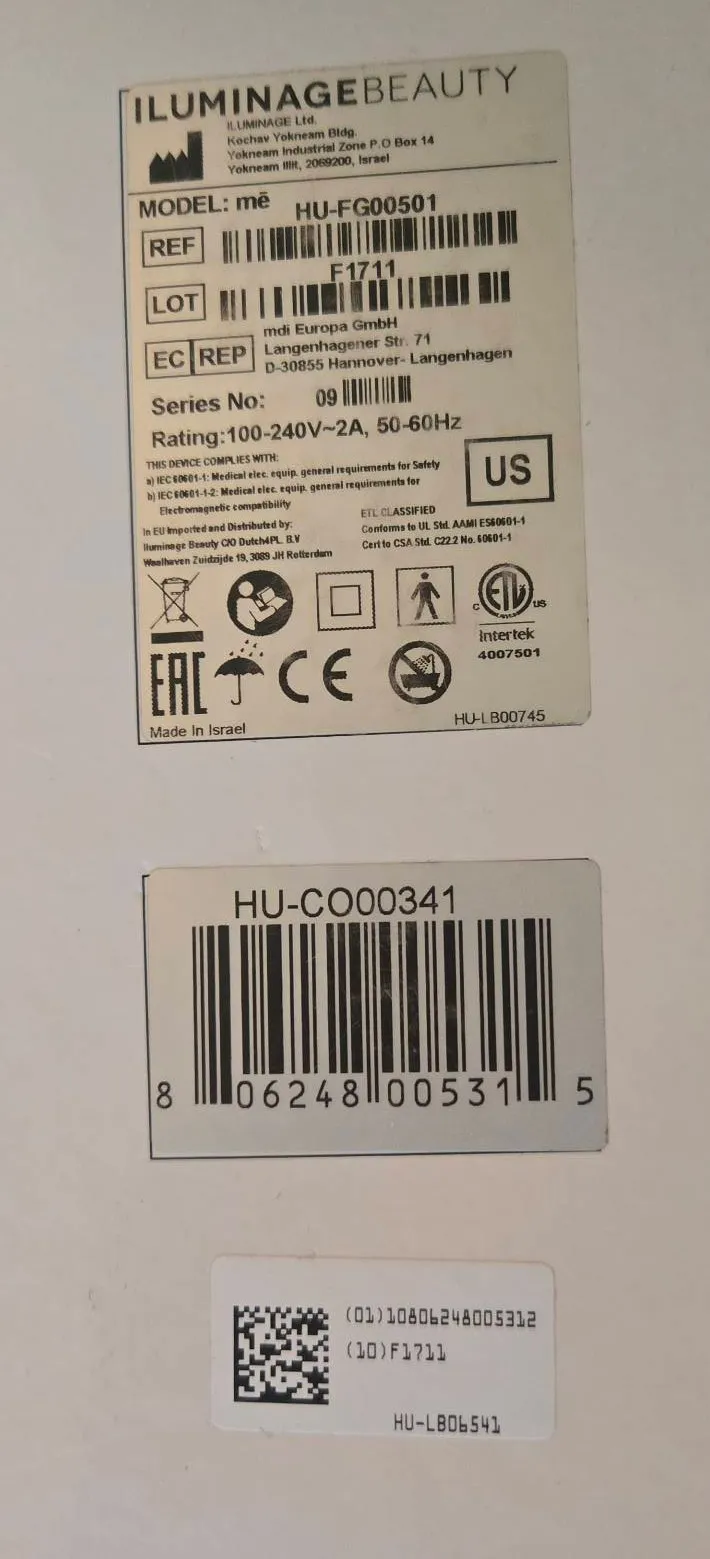 ILUMINAGEBEAUTY
ILUMINAGE Ltd.
Kochav Yokneam Bldg.
Yokneam Industrial Zone P.O Box 14
Yokneam Illit, 2069200, Israel
MODEL: mē HU-FG00501
REF
F1711
LOT
mdi Europa GmbH
EC REP Langenhagener Str. 71
D-30855 Hannover- Langenhagen
Series No: 09
Rating:100-240V~2A, 50-60Hz
THIS DEVICE COMPLIES WITH:
a) IEC 60601-1: Medical elec. equip. general requirements for Safety
b) IEC 60601-1-2: Medical elec. equip. general requirements for
Electromagnetic compatibility
US
In EU Imported and Distributed by:
Iluminage Beauty C/O Dutch4PL B.V
Waalhaven Zuidzijde 19, 3089 JH Rotterdam
ETL CLASSIFIED
Conforms to UL Std. AAMI ES60601-1
Cert to CSA Std. C22.2 No. 60601-1
C ETL US
Intertek
4007501
EAC CE
Made In Israel HU-LB00745
HU-CO00341
8 06248 00531 5
(01)10806248005312
(10)F1711
HU-LB06541